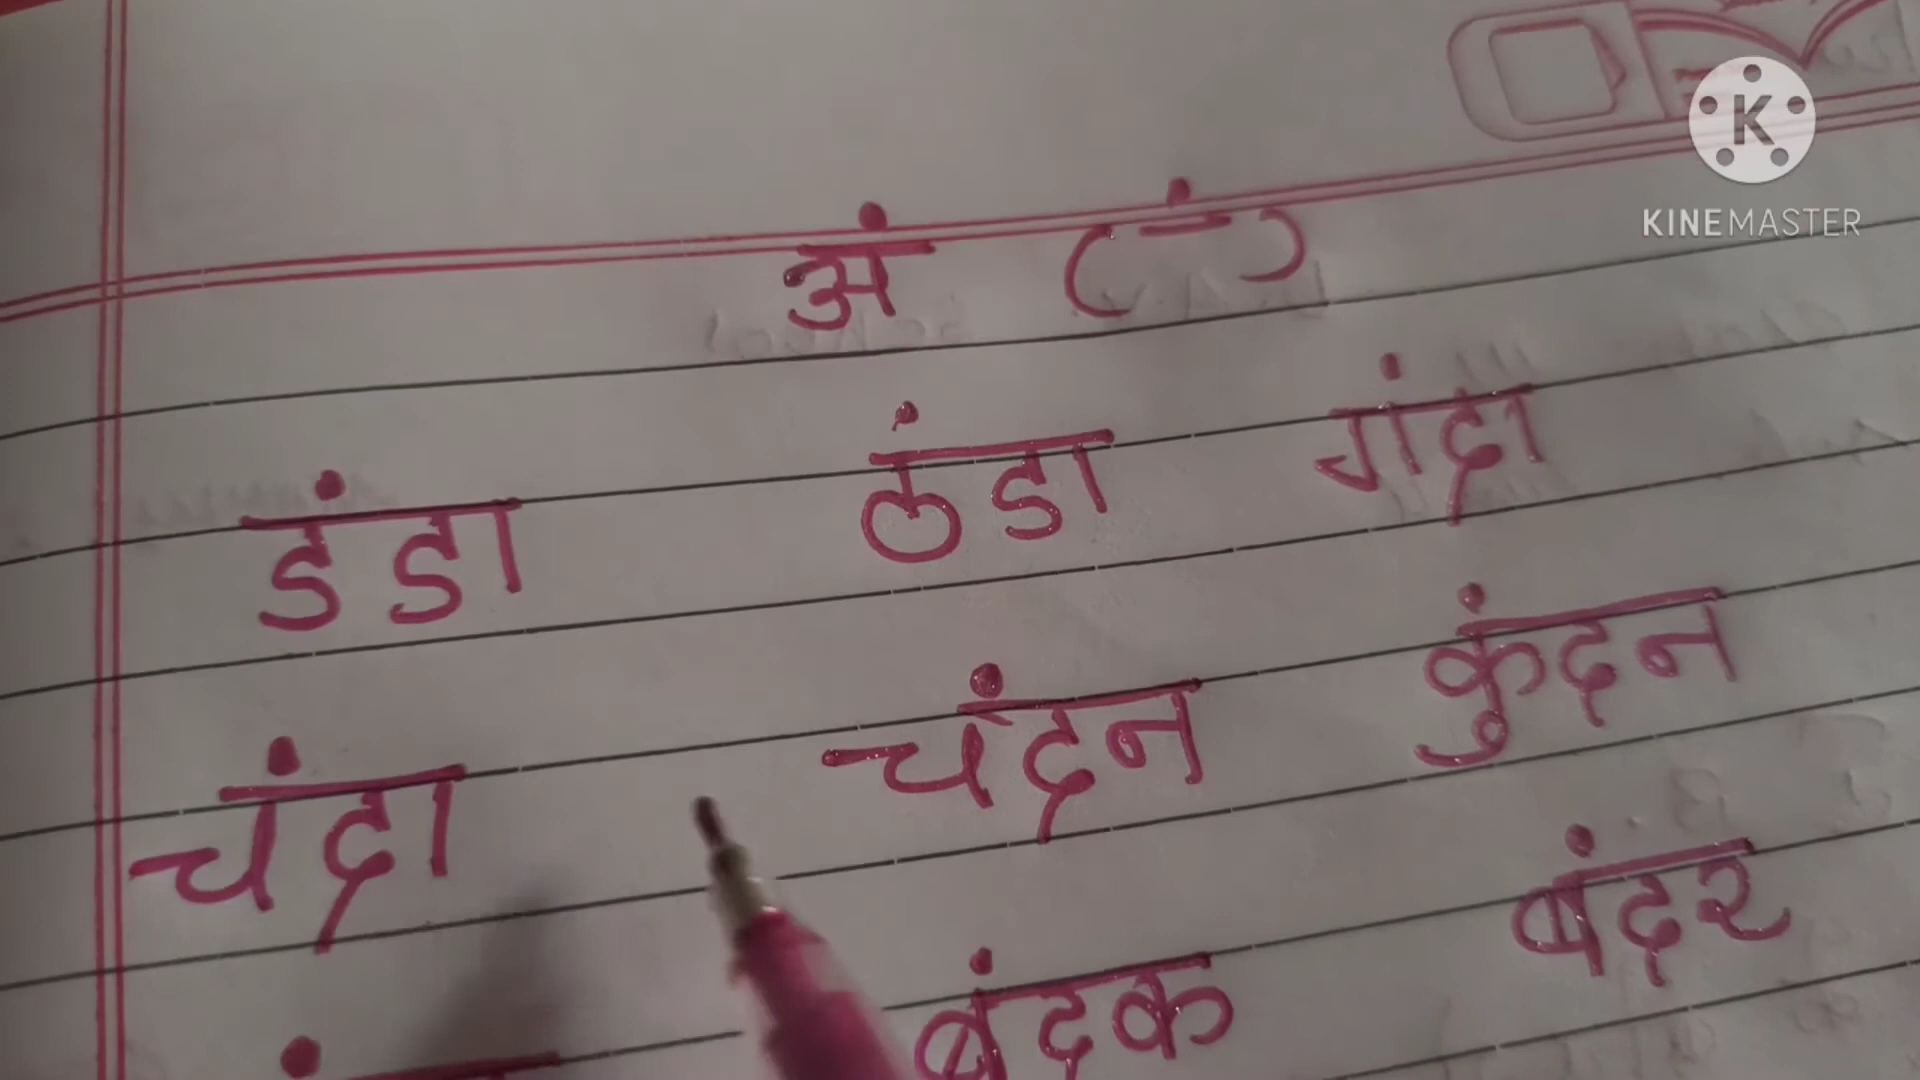 KINEMASTER
अं ( ं )
डंडा ठंडा गंदा
चंदा चंदन कुंदन
बंदर